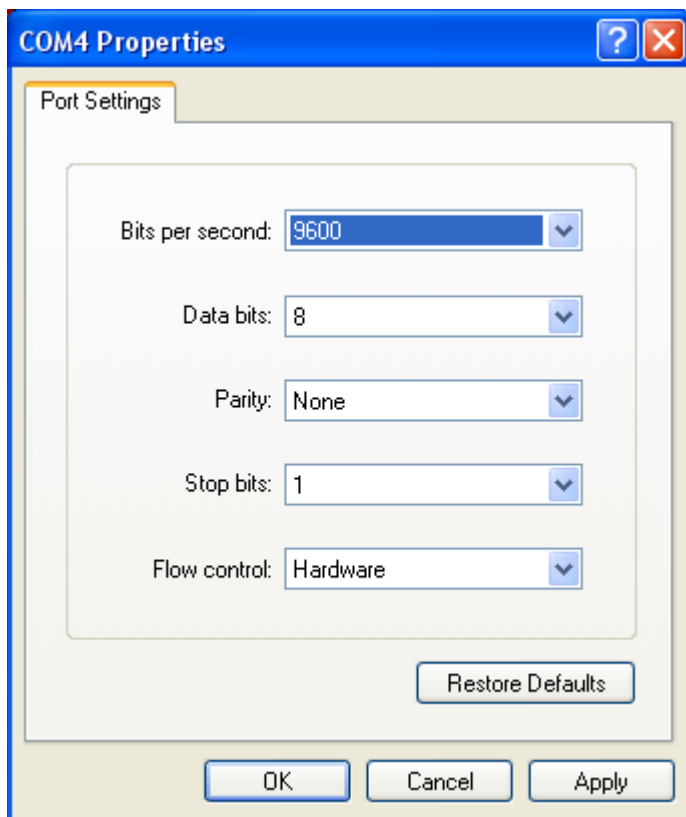 COM4 Properties
Port Settings
Bits per second: 9600
Data bits: 8
Parity: None
Stop bits: 1
Flow control: Hardware
Restore Defaults
OK Cancel Apply